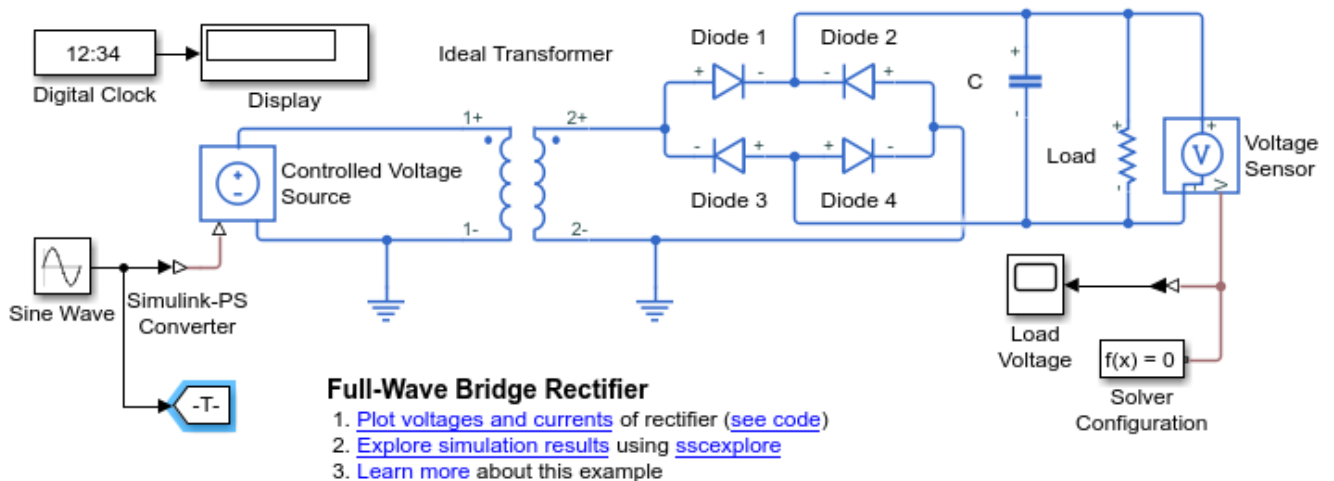 12:34
Digital Clock
Display
Ideal Transformer
1+
2+
1-
2-
Controlled Voltage
Source
+
-
Sine Wave
Simulink-PS
Converter
-T-
Diode 1
Diode 2
+
-
-
+
-
+
+
-
Diode 3
Diode 4
C
+
-
Load
+
-
+
V
-
V
Voltage
Sensor
Load
Voltage
f(x) = 0
Solver
Configuration
Full-Wave Bridge Rectifier
1. Plot voltages and currents of rectifier (see code)
2. Explore simulation results using sscexplore
3. Learn more about this example